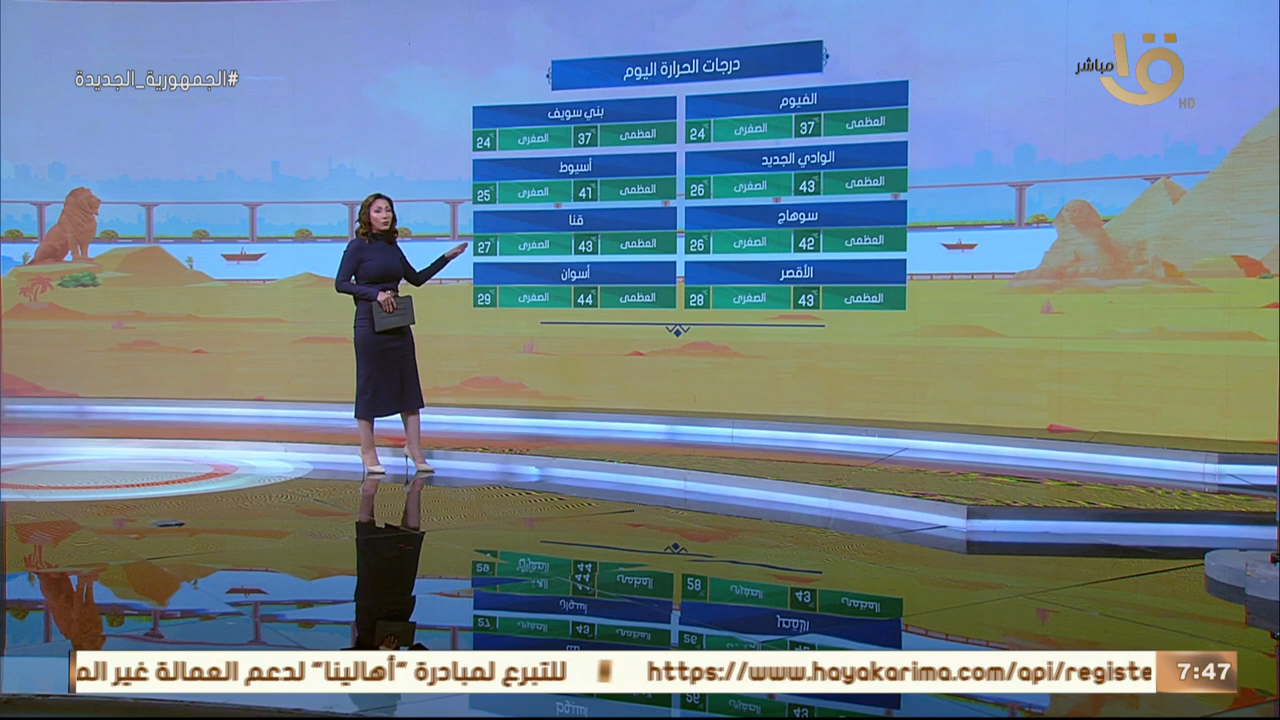 #الجمهورية_الجديدة
مباشر
HD
درجات الحرارة اليوم
الفيوم
العظمى 37 الصغرى 24
بني سويف
العظمى 37 الصغرى 24
الوادي الجديد
العظمى 43 الصغرى 26
أسيوط
العظمى 41 الصغرى 25
سوهاج
العظمى 42 الصغرى 26
قنا
العظمى 43 الصغرى 27
الأقصر
العظمى 43 الصغرى 28
أسوان
العظمى 44 الصغرى 29
https://www.hayakarima.com/api/registe للتبرع لمبادرة "أهالينا" لدعم العمالة غير الم
7:47